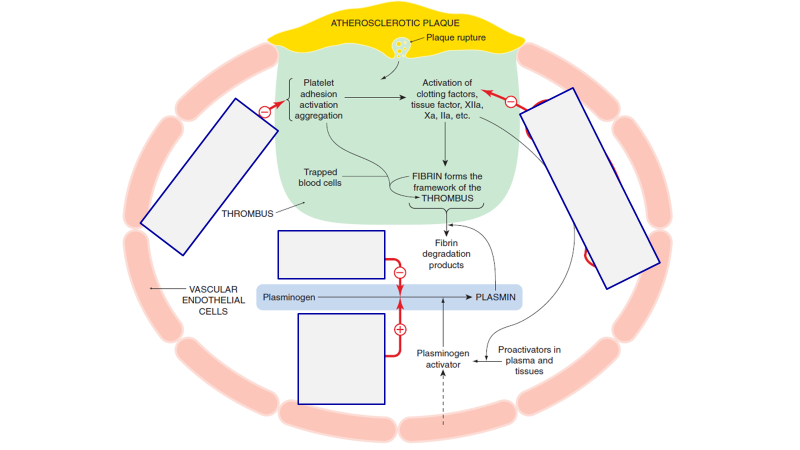 ATHEROSCLEROTIC PLAQUE
Plaque rupture
Platelet
adhesion
activation
aggregation
Activation of
clotting factors,
tissue factor, XIIa,
Xa, IIa, etc.
Trapped
blood cells
FIBRIN forms the
framework of the
THROMBUS
THROMBUS
Fibrin
degradation
products
VASCULAR
ENDOTHELIAL
CELLS
Plasminogen
PLASMIN
Plasminogen
activator
Proactivators in
plasma and
tissues